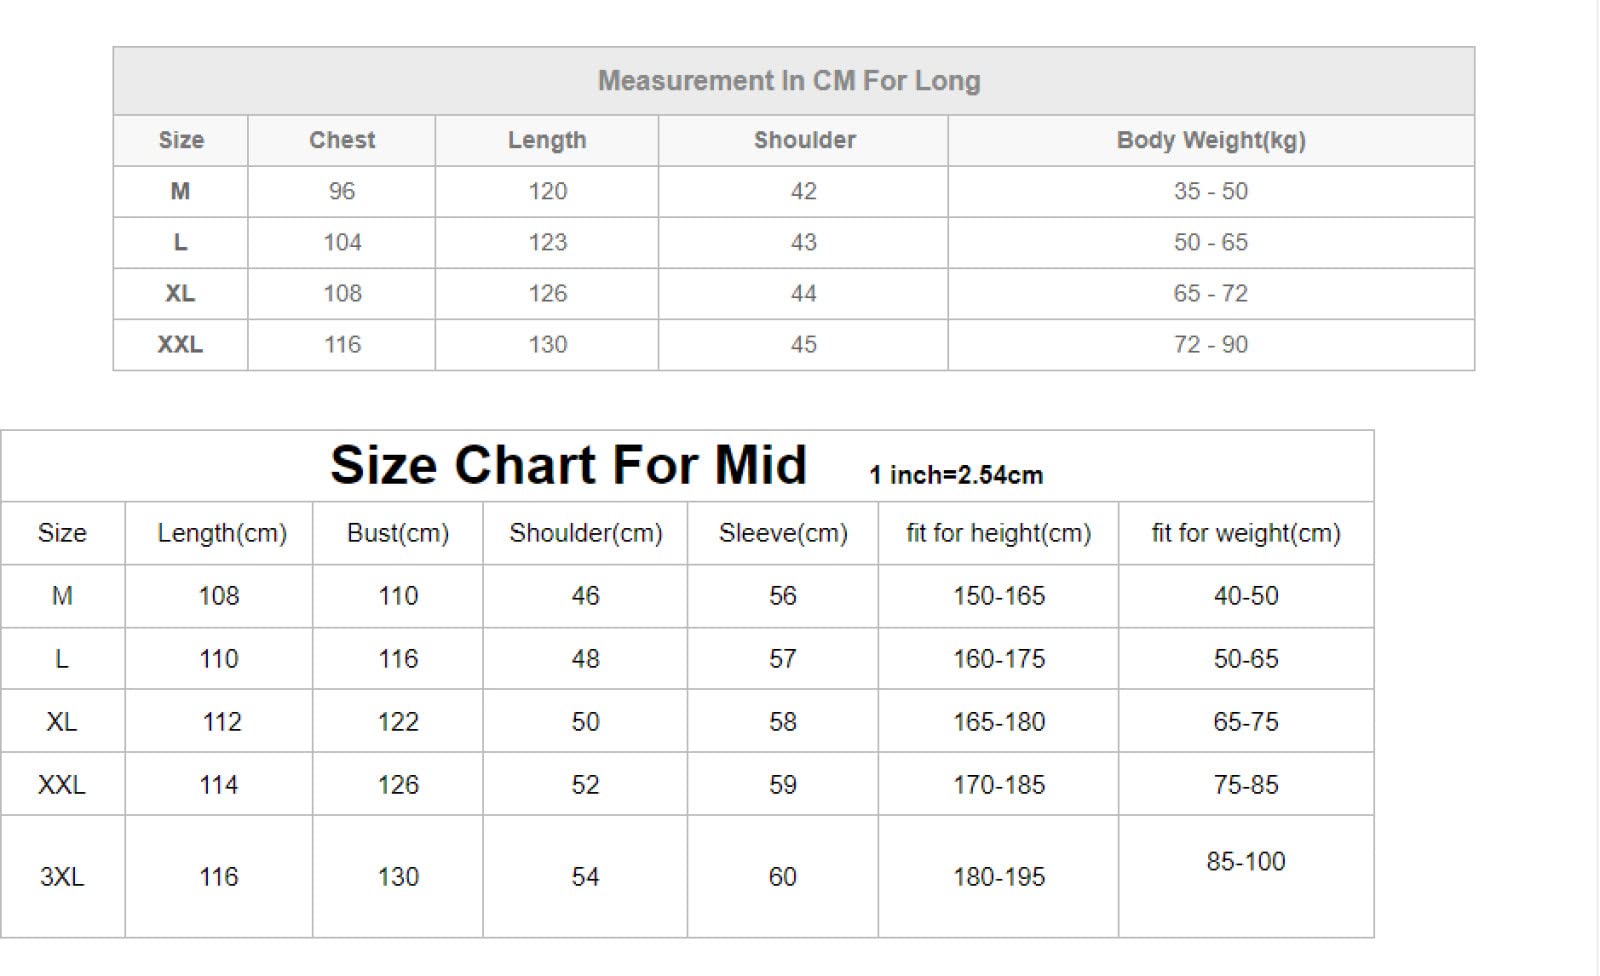 Measurement In CM For Long
Size Chest Length Shoulder Body Weight(kg)
M 96 120 42 35 - 50
L 104 123 43 50 - 65
XL 108 126 44 65 - 72
XXL 116 130 45 72 - 90
Size Chart For Mid 1 inch=2.54cm
Size Length(cm) Bust(cm) Shoulder(cm) Sleeve(cm) fit for height(cm) fit for weight(cm)
M 108 110 46 56 150-165 40-50
L 110 116 48 57 160-175 50-65
XL 112 122 50 58 165-180 65-75
XXL 114 126 52 59 170-185 75-85
3XL 116 130 54 60 180-195 85-100